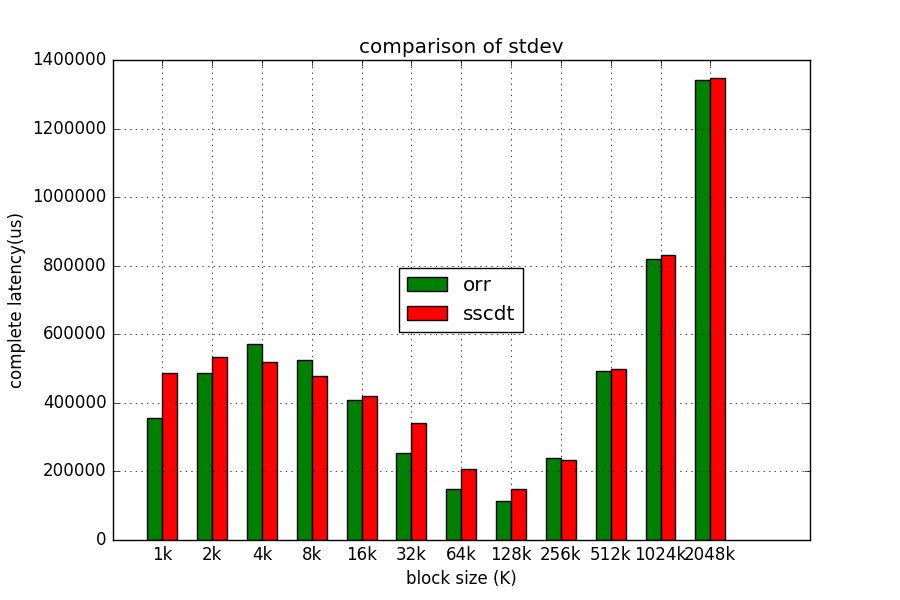 comparison of stdev
complete latency(us)
1400000
1200000
1000000
800000
600000
400000
200000
0
orr
sscdt
1k 2k 4k 8k 16k 32k 64k 128k 256k 512k 1024k 2048k
block size (K)